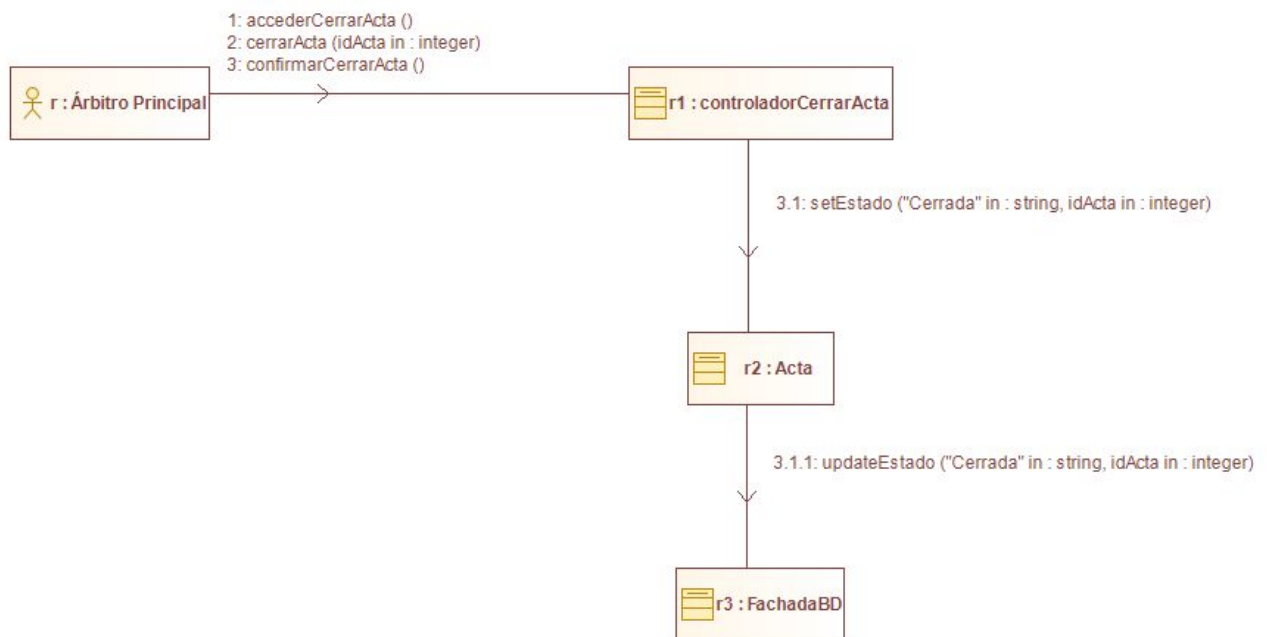 1: accederCerrarActa ()
2: cerrarActa (idActa in : integer)
3: confirmarCerrarActa ()
r : Árbitro Principal
r1 : controladorCerrarActa
3.1: setEstado ("Cerrada" in : string, idActa in : integer)
r2 : Acta
3.1.1: updateEstado ("Cerrada" in : string, idActa in : integer)
r3 : FachadaBD